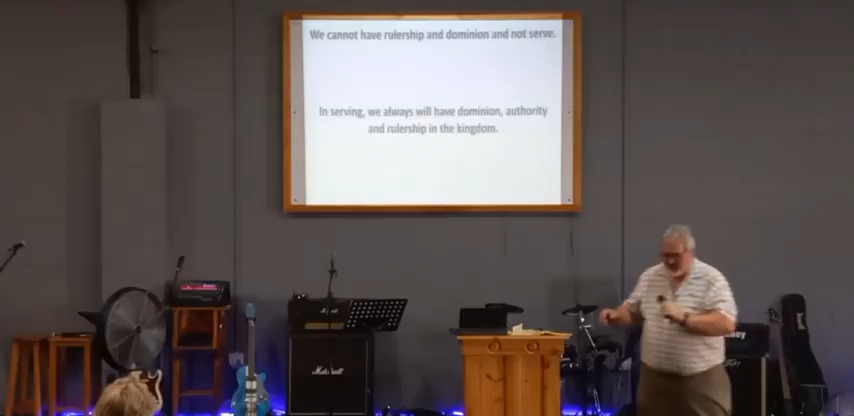 We cannot have rulership and dominion and not serve.
In serving, we always will have dominion, authority
and rulership in the kingdom.
Marshall